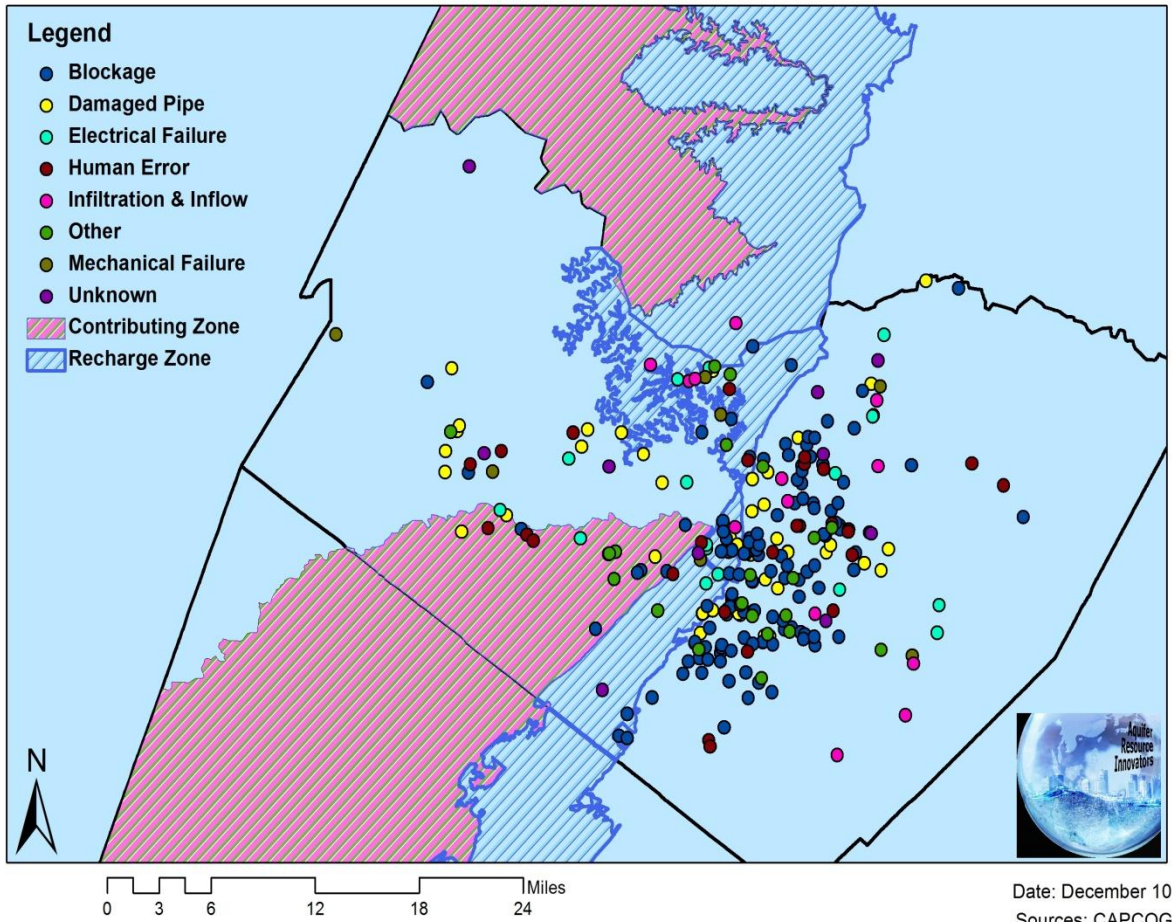 Legend
Blockage
Damaged Pipe
Electrical Failure
Human Error
Infiltration & Inflow
Other
Mechanical Failure
Unknown
Contributing Zone
Recharge Zone
N
Aquifer
Resource
Innovators
Miles
0 3 6 12 18 24
Date: December 10
Sources: CAPCOG